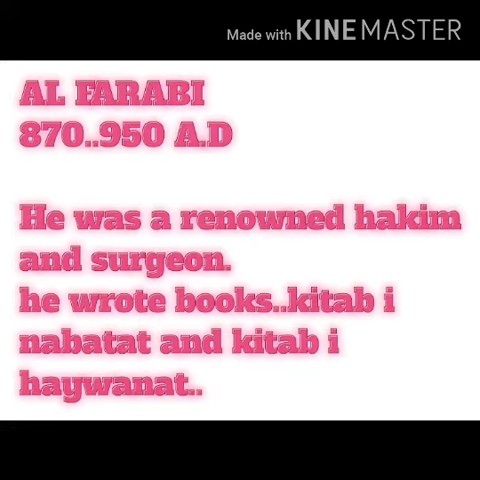 Made with KINEMASTER
AL FARABI
870..950 A.D
He was a renowned hakim
and surgeon.
he wrote books..kitab i
nabatat and kitab i
haywanat..